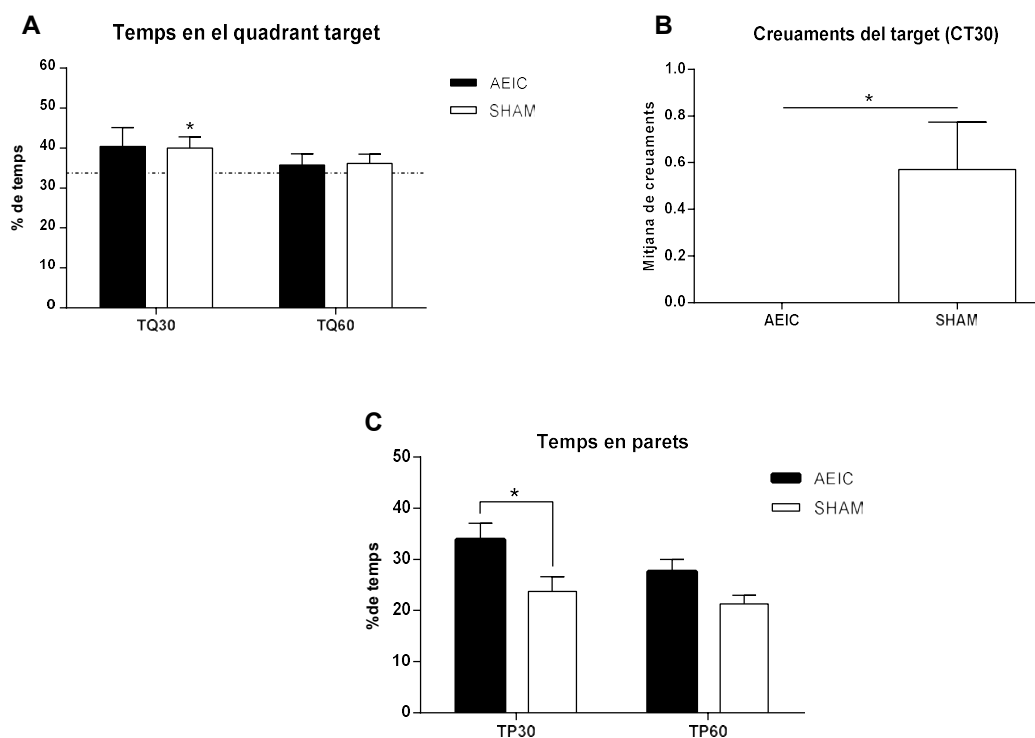 A
Temps en el quadrant target
% de temps
60
50
40
30
20
10
0
*
TQ30
TQ60
AEIC
SHAM
B
Creuaments del target (CT30)
Mitjana de creuaments
1.0
0.8
0.6
0.4
0.2
0.0
*
AEIC
SHAM
C
Temps en parets
%de temps
50
40
30
20
10
0
*
TP30
TP60
AEIC
SHAM